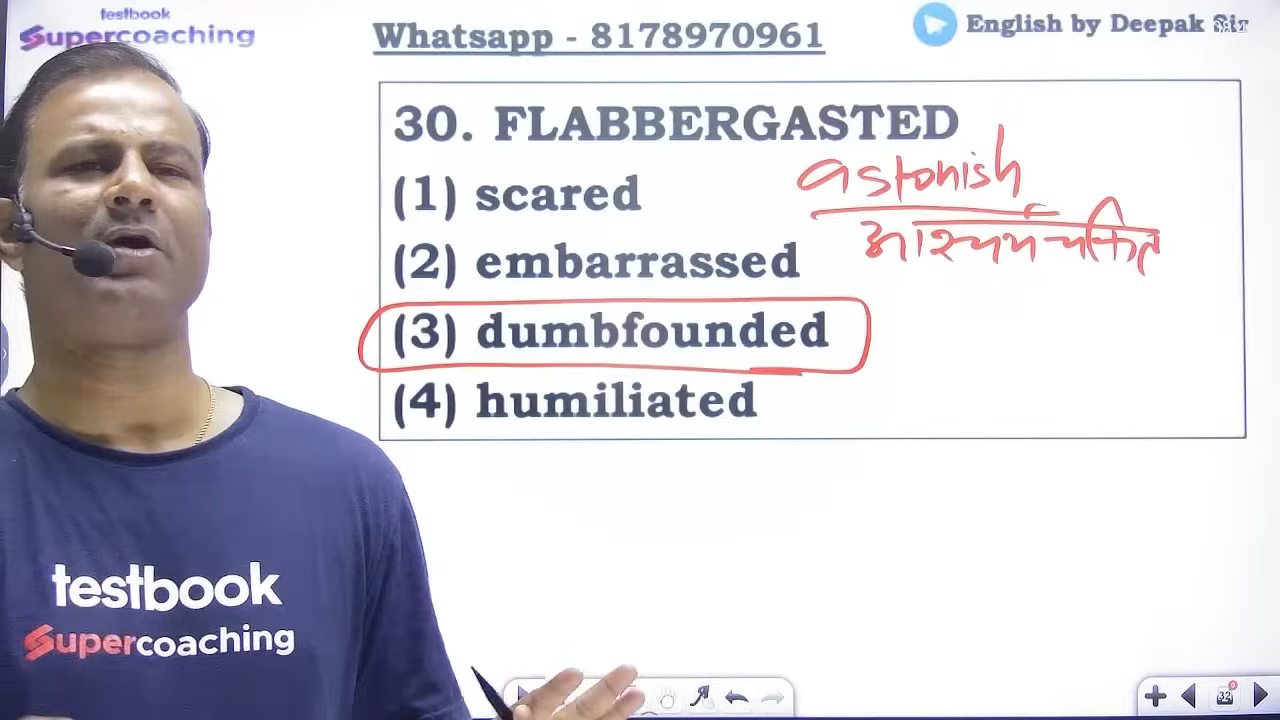 testbook
Supercoaching
Whatsapp - 8178970961
English by Deepak Sir
30. FLABBERGASTED
astonish
आश्चर्यचकित
(1) scared
(2) embarrassed
(3) dumbfounded
(4) humiliated
testbook
Supercoaching
32